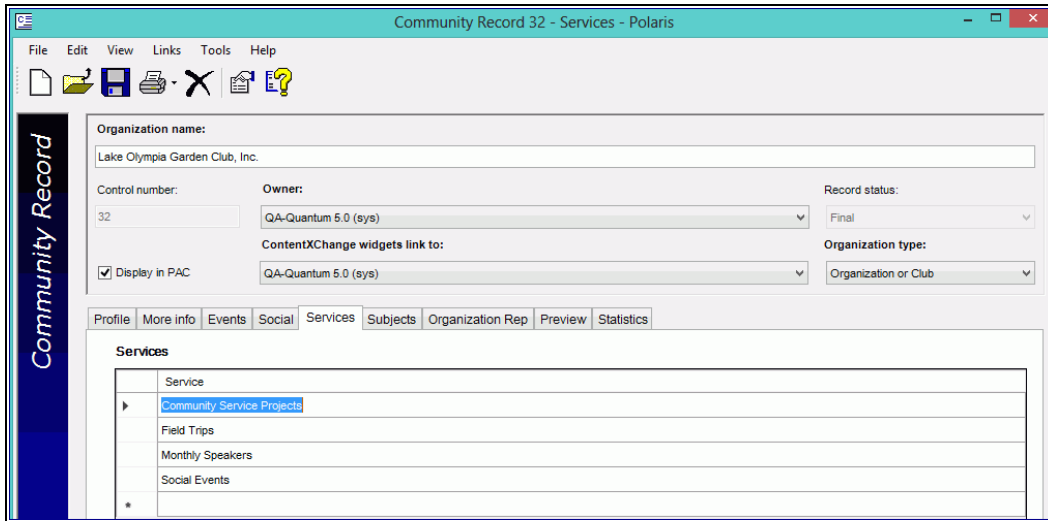 Community Record 32 - Services - Polaris
File Edit View Links Tools Help
Community Record
Organization name:
Lake Olympia Garden Club, Inc.
Control number: Owner: Record status:
32 QA-Quantum 5.0 (sys) Final
ContentXChange widgets link to: Organization type:
Display in PAC QA-Quantum 5.0 (sys) Organization or Club
Profile More info Events Social Services Subjects Organization Rep Preview Statistics
Services
Service
Community Service Projects
Field Trips
Monthly Speakers
Social Events